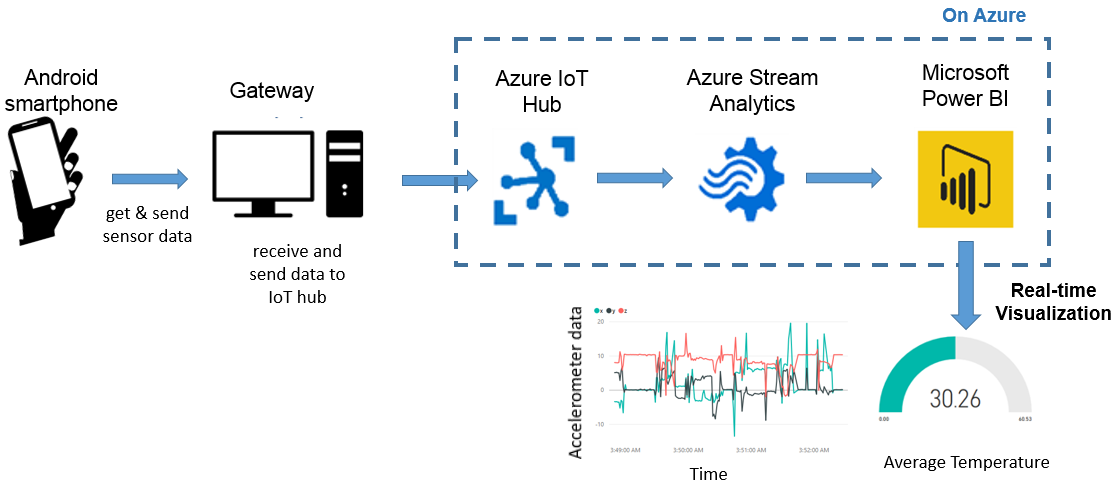 On Azure
Android
smartphone
Gateway
Azure IoT
Hub
Azure Stream
Analytics
Microsoft
Power BI
get & send
sensor data
receive and
send data to
IoT hub
Real-time
Visualization
Accelerometer data
x y z
20
10
0
-10
3:49:00 AM 3:50:00 AM 3:51:00 AM 3:52:00 AM
Time
30.26
0.00
60.53
Average Temperature